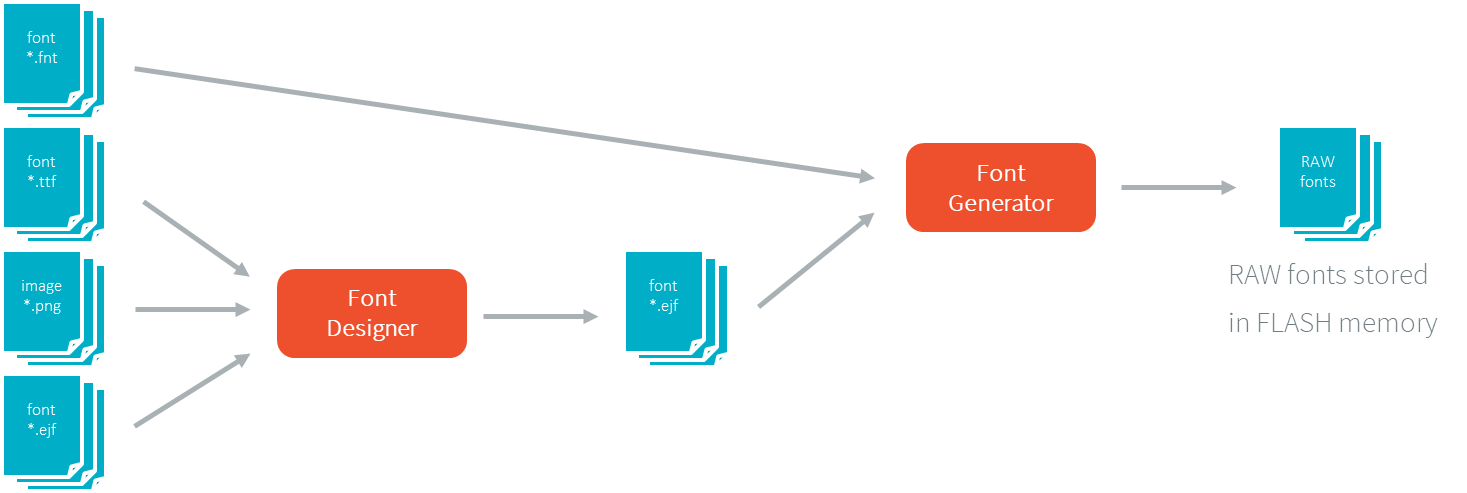 font
*.fnt
font
*.ttf
image
*.png
font
*.ejf
Font
Designer
font
*.ejf
Font
Generator
RAW
fonts
RAW fonts stored
in FLASH memory